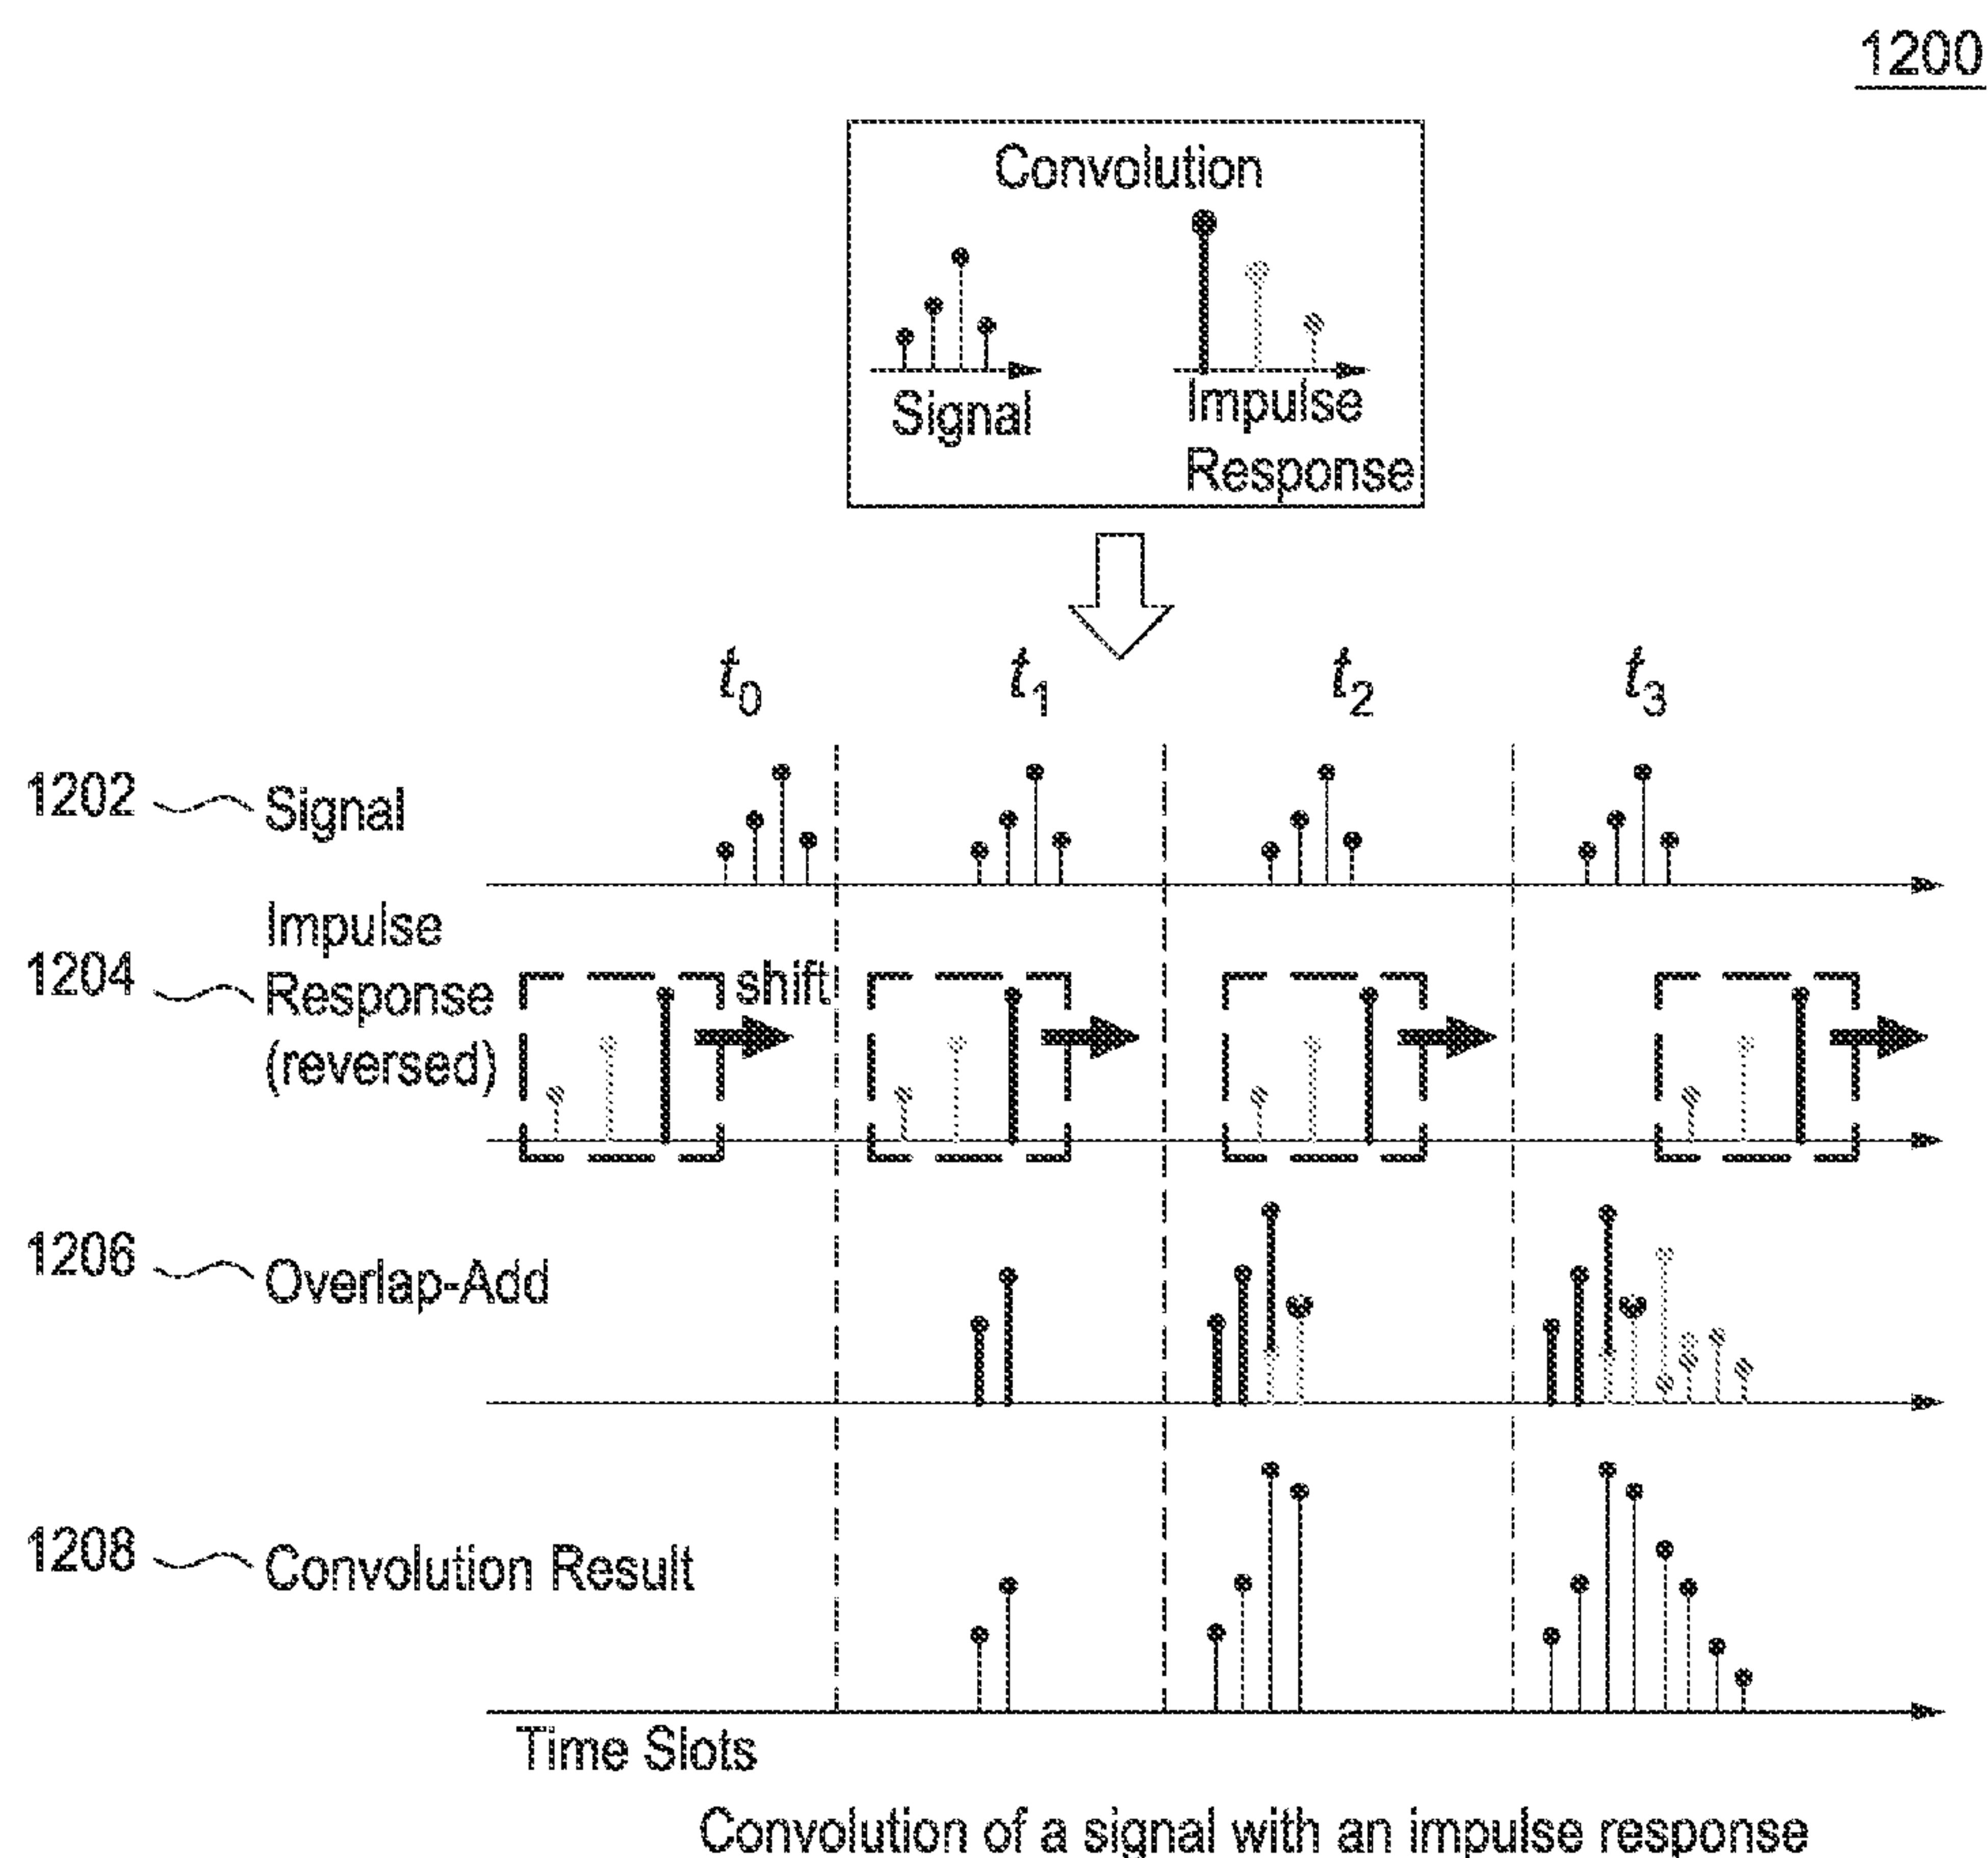 1200
Convolution
Signal
Impulse
Response
t0
t1
t2
t3
1202
Signal
1204
Impulse
Response
(reversed)
shift
1206
Overlap-Add
1208
Convolution Result
Time Slots
Convolution of a signal with an impulse response